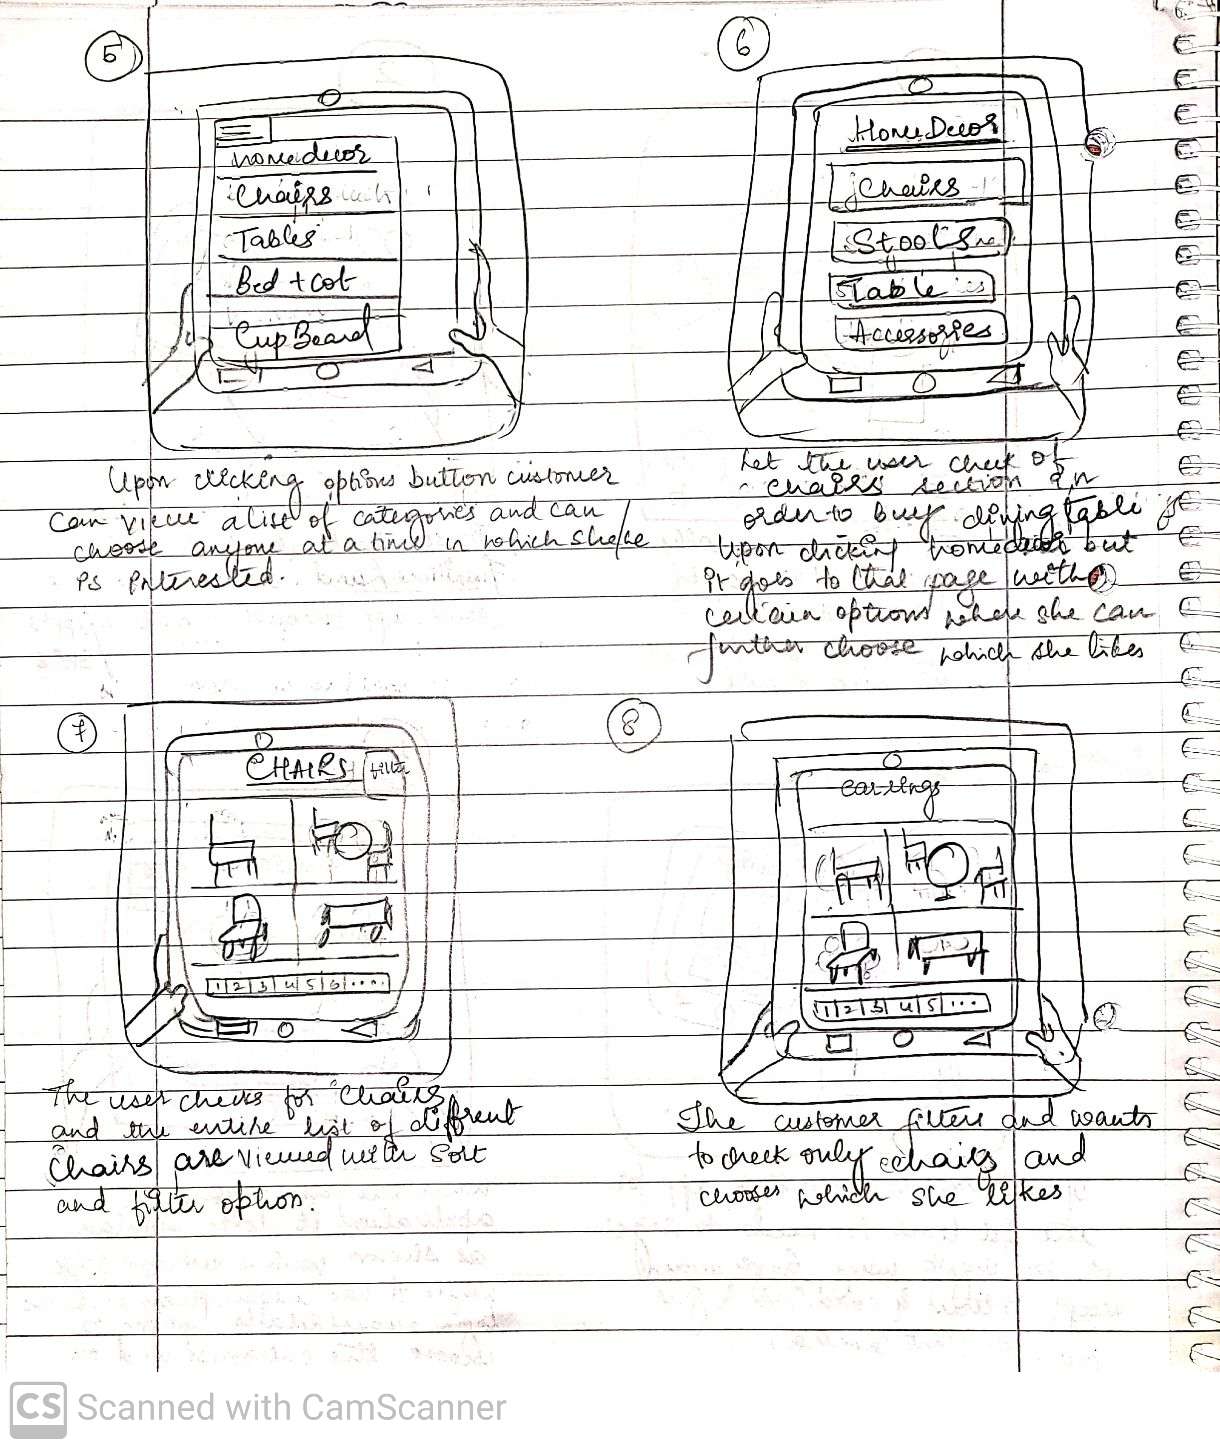 5
homedecor
Chairs
Tables
Bed + cot
CupBoard
Upon clicking options button customer
can view a list of categories and can
choose anyone at a time in which she/he
is interested.
6
Home Decor
Chairs
Stools
Table
Accessories
Let the user check of
chairs section in
order to buy dining table
Upon clicking homedecor but
it goes to that page with
certain options where she can
further choose which she likes
7
CHAIRS filter
1 2 3 4 5 6 ....
The user checks for Chairs
and the entire list of diffrent
Chairs are viewed with Sort
and filter option.
8
earrings
1 2 3 4 5 ...
The customer filters and wants
to check only chairs and
chooses which she likes
CS Scanned with CamScanner